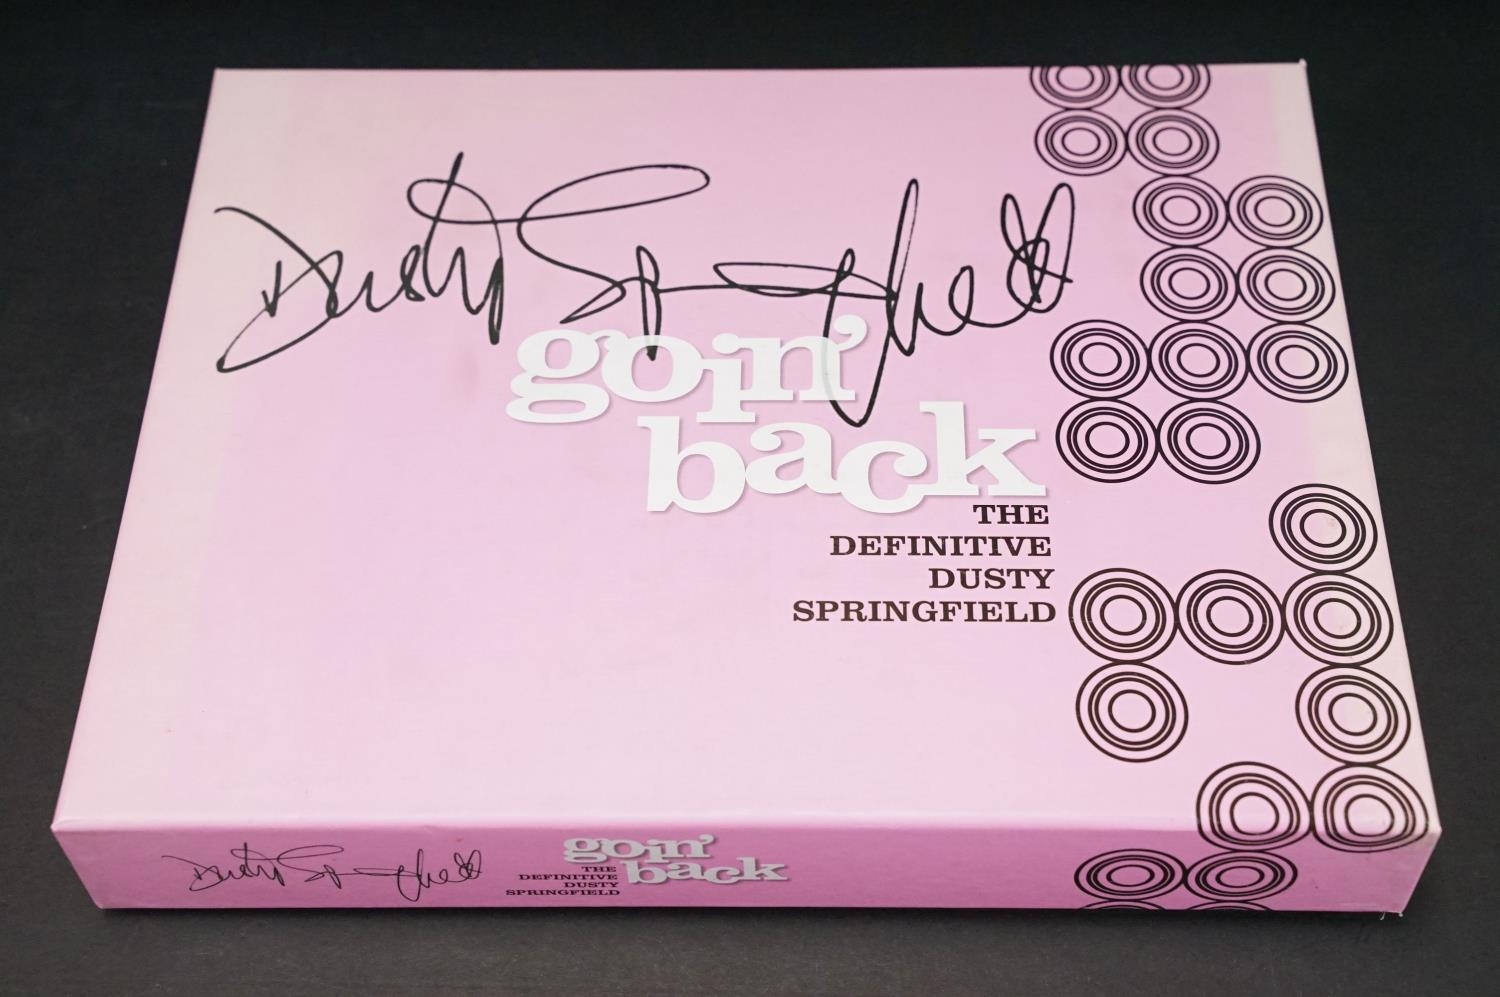 Dusty Springfield
goin'
back
THE
DEFINITIVE
DUSTY
SPRINGFIELD
Dusty Springfield
goin'
back
THE
DEFINITIVE
DUSTY
SPRINGFIELD